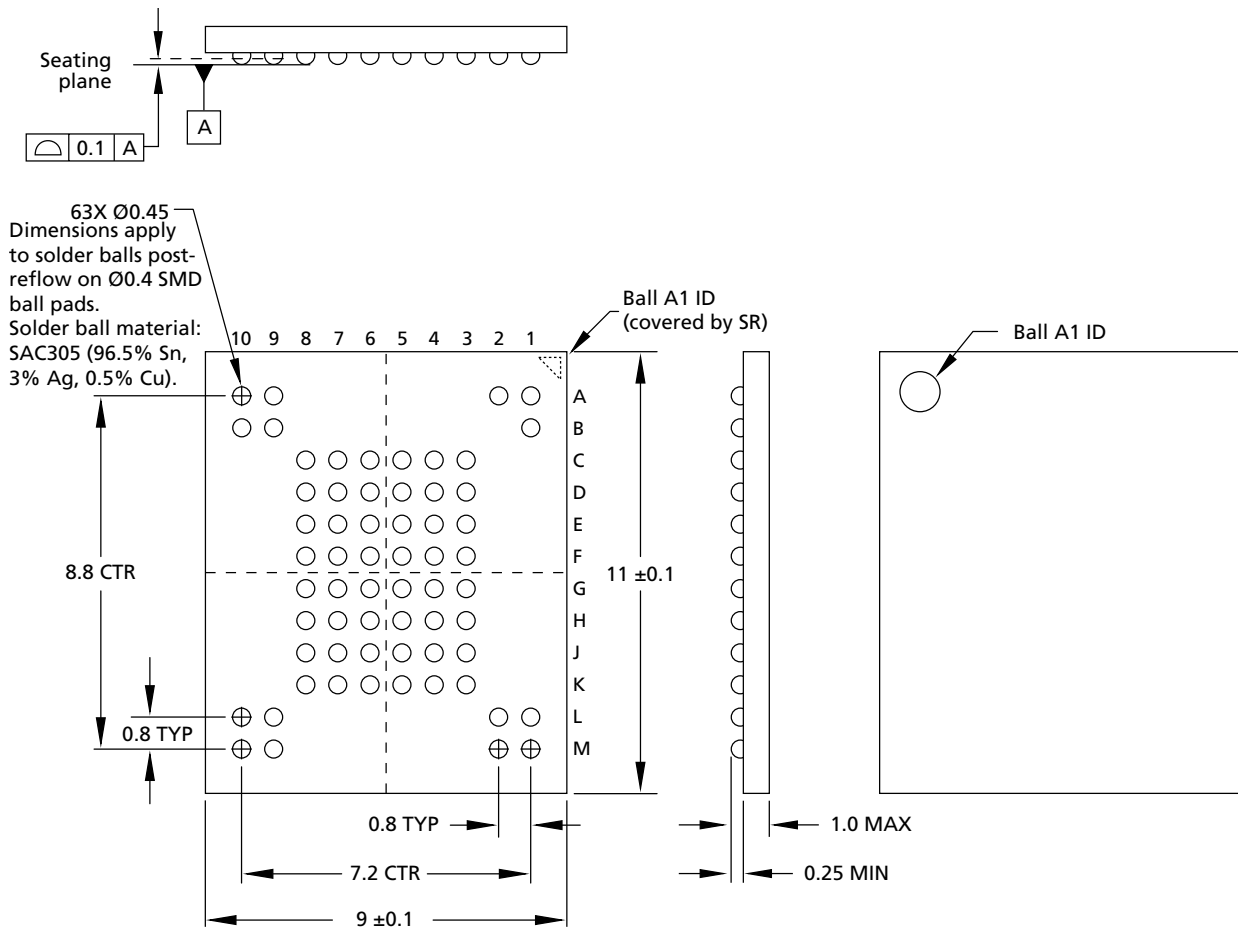 Seating
plane
A
0.1 A
63X Ø0.45
Dimensions apply
to solder balls post-
reflow on Ø0.4 SMD
ball pads.
Solder ball material:
SAC305 (96.5% Sn,
3% Ag, 0.5% Cu).
Ball A1 ID
(covered by SR)
Ball A1 ID
10 9 8 7 6 5 4 3 2 1
A
B
C
D
E
F
G
H
J
K
L
M
8.8 CTR
11 ±0.1
0.8 TYP
0.8 TYP
1.0 MAX
7.2 CTR
0.25 MIN
9 ±0.1